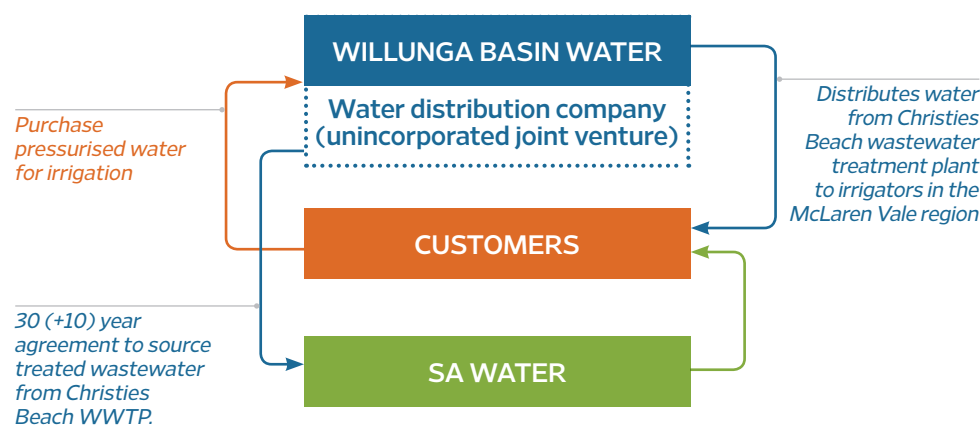 WILLUNGA BASIN WATER
Water distribution company
(unincorporated joint venture)
Purchase
pressurised water
for irrigation
Distributes water
from Christies
Beach wastewater
treatment plant
to irrigators in the
McLaren Vale region
CUSTOMERS
30 (+10) year
agreement to source
treated wastewater
from Christies
Beach WWTP.
SA WATER